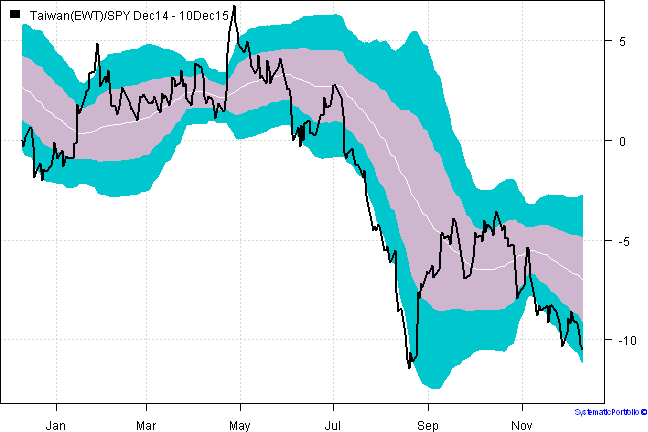 Taiwan(EWT)/SPY Dec14 - 10Dec15
5
0
-5
-10
Jan Mar May Jul Sep Nov
SystematicPortfolio ©